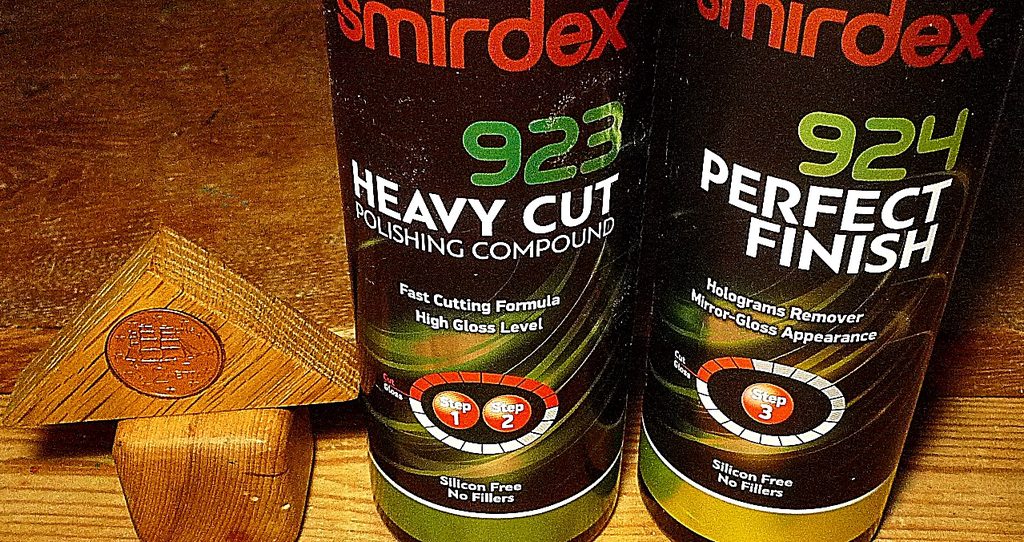 smirdex
923
HEAVY CUT
POLISHING COMPOUND
Fast Cutting Formula
High Gloss Level
Cut
Gloss
Step
1
Step
2
Silicon Free
No Fillers
smirdex
924
PERFECT
FINISH
Holograms Remover
Mirror-Gloss Appearance
Cut
Gloss
Step
3
Silicon Free
No Fillers